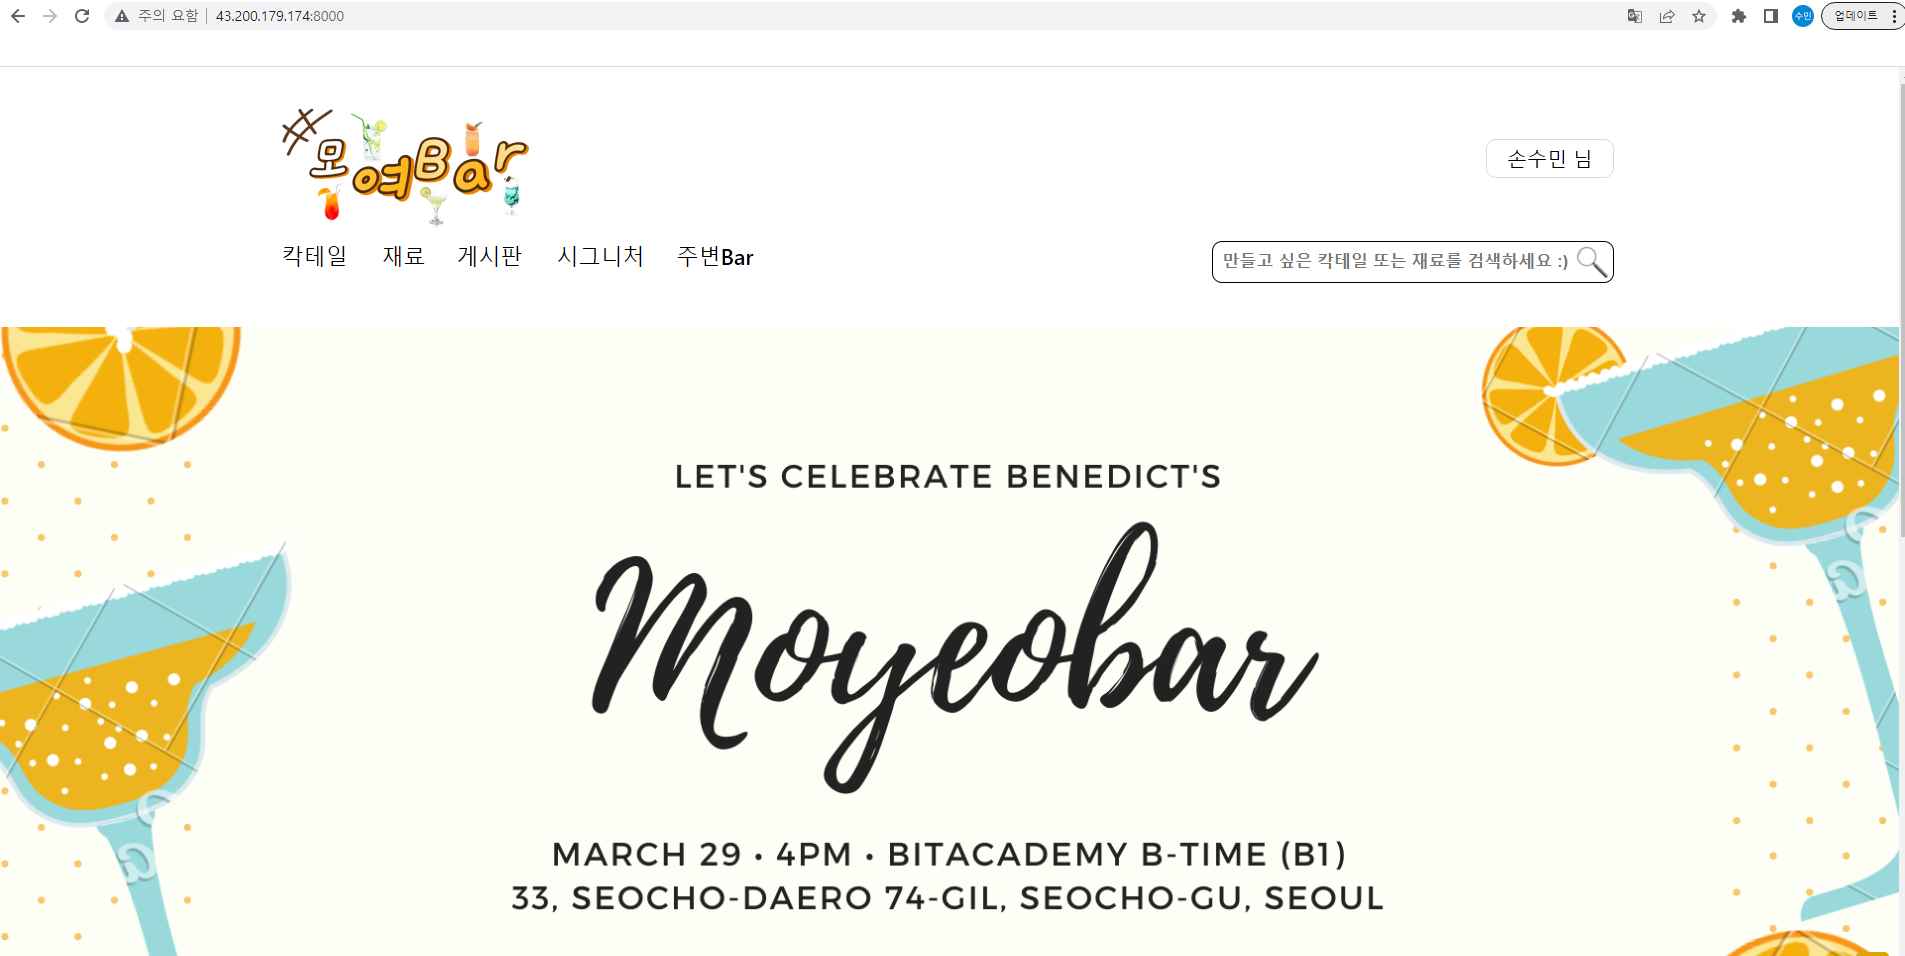 주의 요함 43.200.179.174:8000 수민 업데이트
#모여Bar
손수민 님
칵테일 재료 게시판 시그니처 주변Bar
만들고 싶은 칵테일 또는 재료를 검색하세요 :)
LET'S CELEBRATE BENEDICT'S
Moyeobar
MARCH 29 • 4PM • BITACADEMY B-TIME (B1)
33, SEOCHO-DAERO 74-GIL, SEOCHO-GU, SEOUL